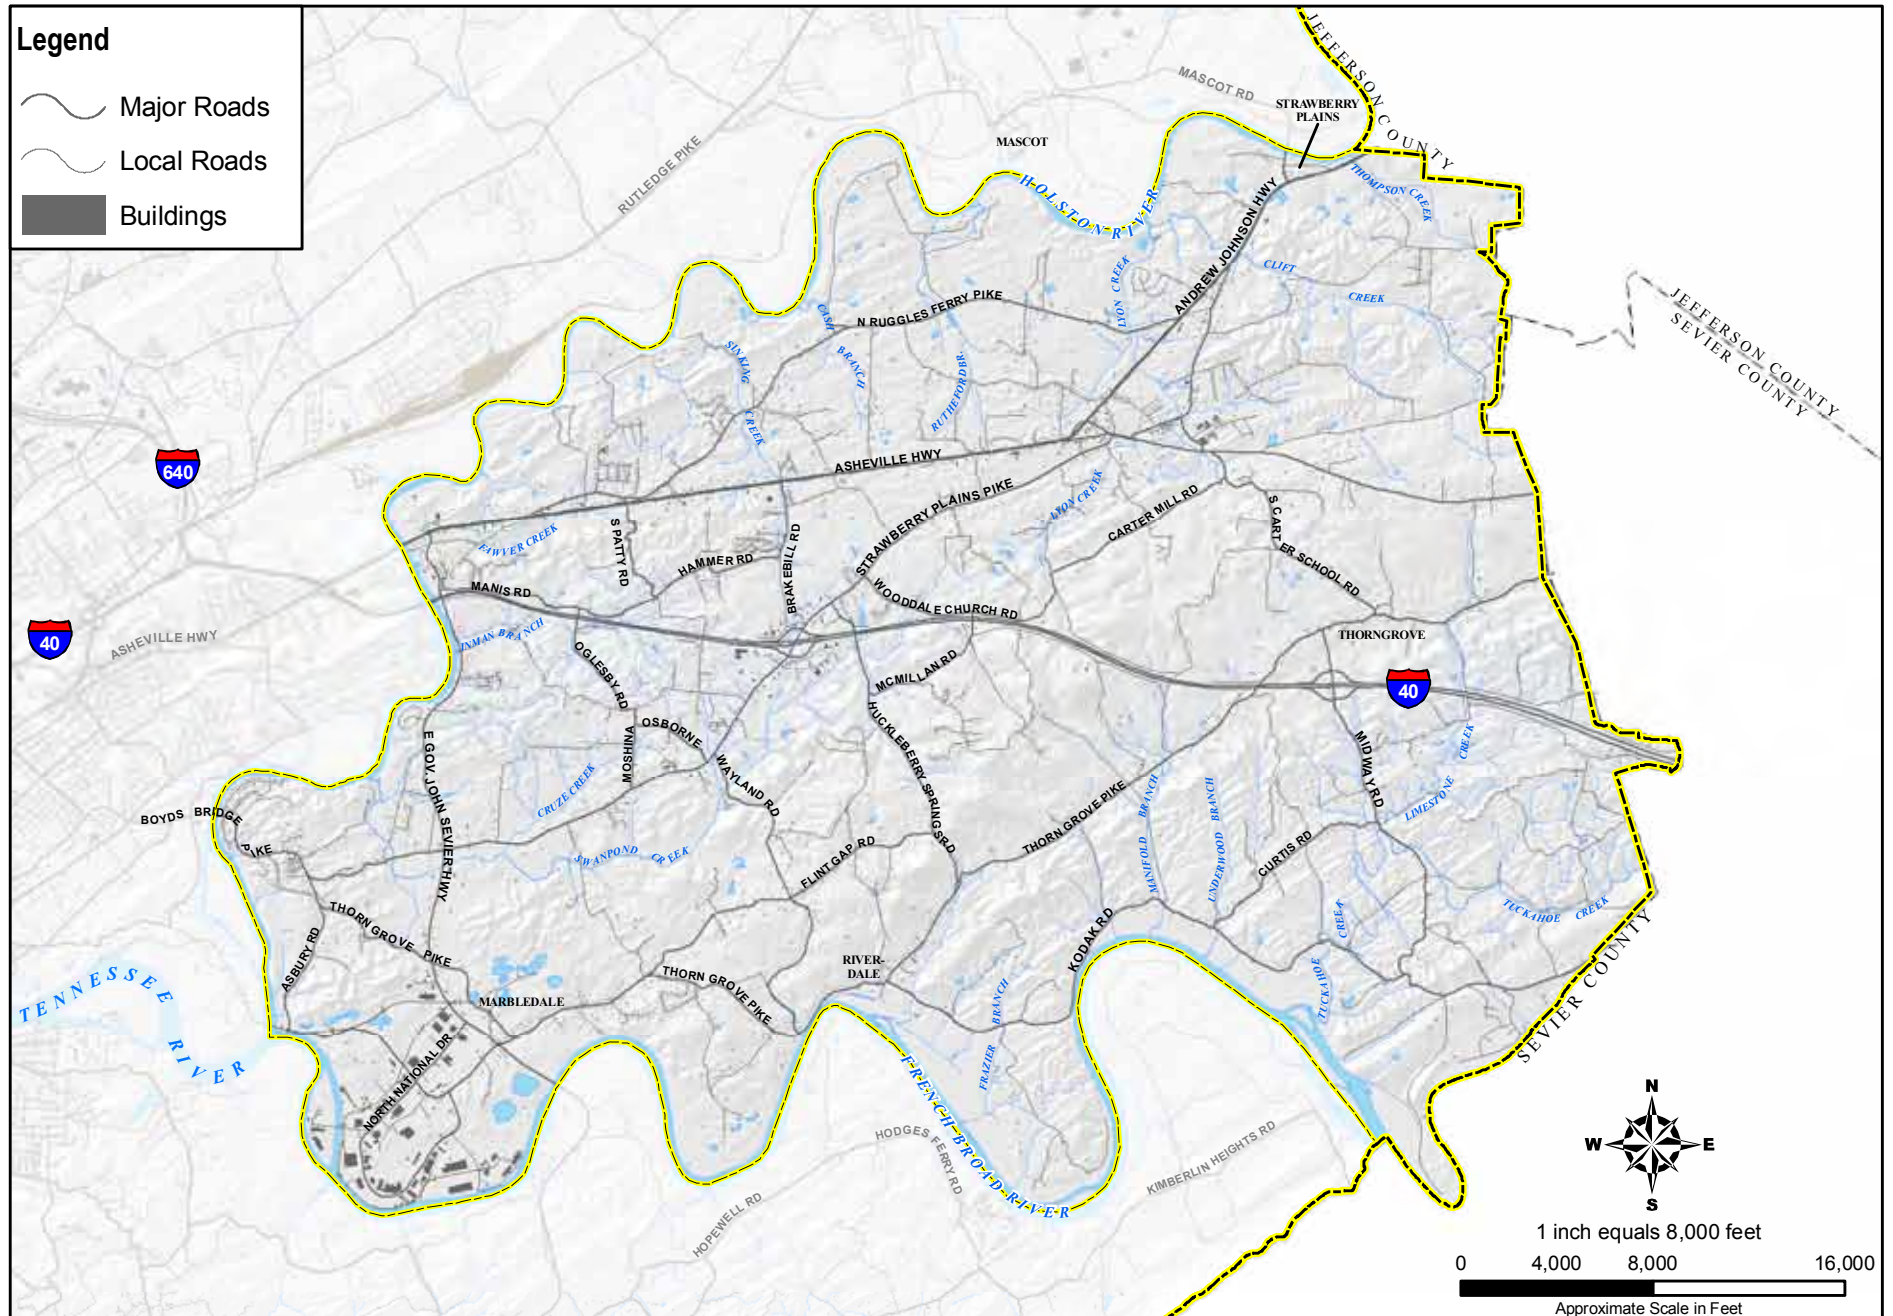 Legend
Major Roads
Local Roads
Buildings
JEFFERSON COUNTY
MASCOT RD
STRAWBERRY
PLAINS
MASCOT
RUTLEDGE PIKE
HOLSTON RIVER
THOMPSON CREEK
ANDREW JOHNSON HWY
LYON CREEK
CLIFT
CREEK
N RUGGLES FERRY PIKE
CASH
BRANCH
SINKING
CREEK
RUTHEFORDBR.
JEFFERSON COUNTY
SEVIER COUNTY
640
ASHEVILLE HWY
STRAWBERRY PLAINS PIKE
LYON CREEK
CARTER MILL RD
S CARTER SCHOOL RD
FAWVER CREEK
S PATTY RD
HAMMER RD
BRAKEBILL RD
MANIS RD
WOODDALE CHURCH RD
40
ASHEVILLE HWY
INMAN BRANCH
THORNGROVE
OGLESBY RD
MCMILLAN RD
40
HUCKLEBERRY SPRINGS RD
MOSHINA
OSBORNE
WAYLAND RD
E GOV. JOHN SEVIER HWY
CRUZE CREEK
MIDWAY RD
LIMESTONE CREEK
THORN GROVE PIKE
MANIFOLD BRANCH
UNDERWOOD BRANCH
BOYDS BRIDGE
PIKE
SWANPOND CREEK
FLINT GAP RD
CURTIS RD
TUCKAHOE CREEK
THORN GROVE PIKE
ASBURY RD
KODAK RD
TUCKAHOE CREEK
RIVER-
DALE
THORN GROVE PIKE
TENNESSEE RIVER
MARBLEDALE
FRAZIER BRANCH
SEVIER COUNTY
NORTH NATIONAL DR
FRENCH BROAD RIVER
HODGES FERRY RD
KIMBERLIN HEIGHTS RD
HOPEWELL RD
N
W E
S
1 inch equals 8,000 feet
0 4,000 8,000 16,000
Approximate Scale in Feet